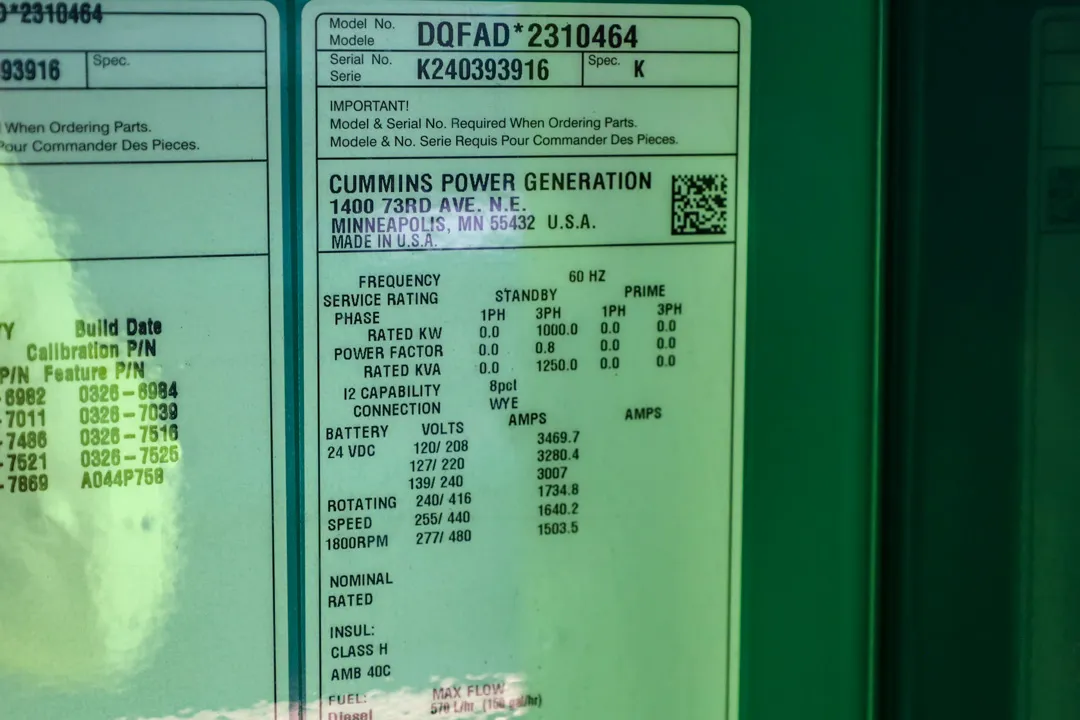 *2310464
93916 Spec.
When Ordering Parts.
Pour Commander Des Pieces.
Build Date
Calibration P/N
P/N Feature P/N
-6982 0326-6984
-7011 0326-7039
-7486 0326-7516
-7521 0326-7525
-7869 A044P758
Model No.
Modele DQFAD*2310464
Serial No.
Serie K240393916 Spec. K
IMPORTANT!
Model & Serial No. Required When Ordering Parts.
Modele & No. Serie Requis Pour Commander Des Pieces.
CUMMINS POWER GENERATION
1400 73RD AVE. N.E.
MINNEAPOLIS, MN 55432 U.S.A.
MADE IN U.S.A.
FREQUENCY 60 HZ
SERVICE RATING STANDBY PRIME
PHASE 1PH 3PH 1PH 3PH
RATED KW 0.0 1000.0 0.0 0.0
POWER FACTOR 0.0 0.8 0.0 0.0
RATED KVA 0.0 1250.0 0.0 0.0
I2 CAPABILITY 8pct
CONNECTION WYE
BATTERY VOLTS AMPS AMPS
24 VDC 120/ 208 3469.7
127/ 220 3280.4
139/ 240 3007
ROTATING 240/ 416 1734.8
SPEED 255/ 440 1640.2
1800RPM 277/ 480 1503.5
NOMINAL
RATED
INSUL:
CLASS H
AMB 40C
FUEL: MAX FLOW
Diesel 570 L/hr (150 gal/hr)